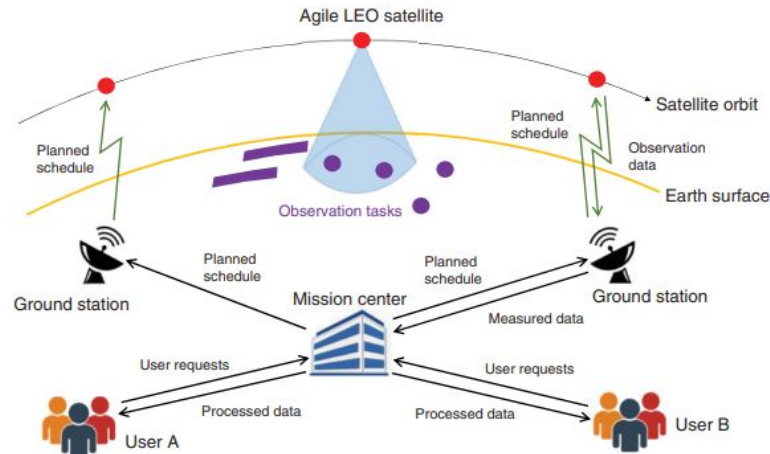 Agile LEO satellite
Satellite orbit
Planned
schedule
Planned
schedule
Observation
data
Earth surface
Observation tasks
Planned
schedule
Planned
schedule
Ground station
Mission center
Ground station
Measured data
User requests
User requests
Processed data
Processed data
User A
User B